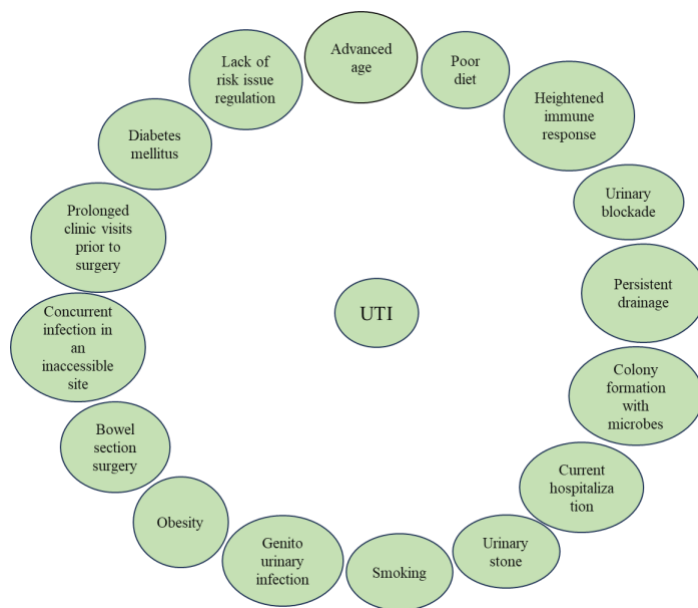 Advanced
age
Poor
diet
Heightened
immune
response
Urinary
blockade
Persistent
drainage
Colony
formation
with
microbes
Current
hospitaliza
tion
Urinary
stone
Smoking
Genito
urinary
infection
Obesity
Bowel
section
surgery
Concurrent
infection in
an
inaccessible
site
Prolonged
clinic visits
prior to
surgery
Diabetes
mellitus
Lack of
risk issue
regulation
UTI